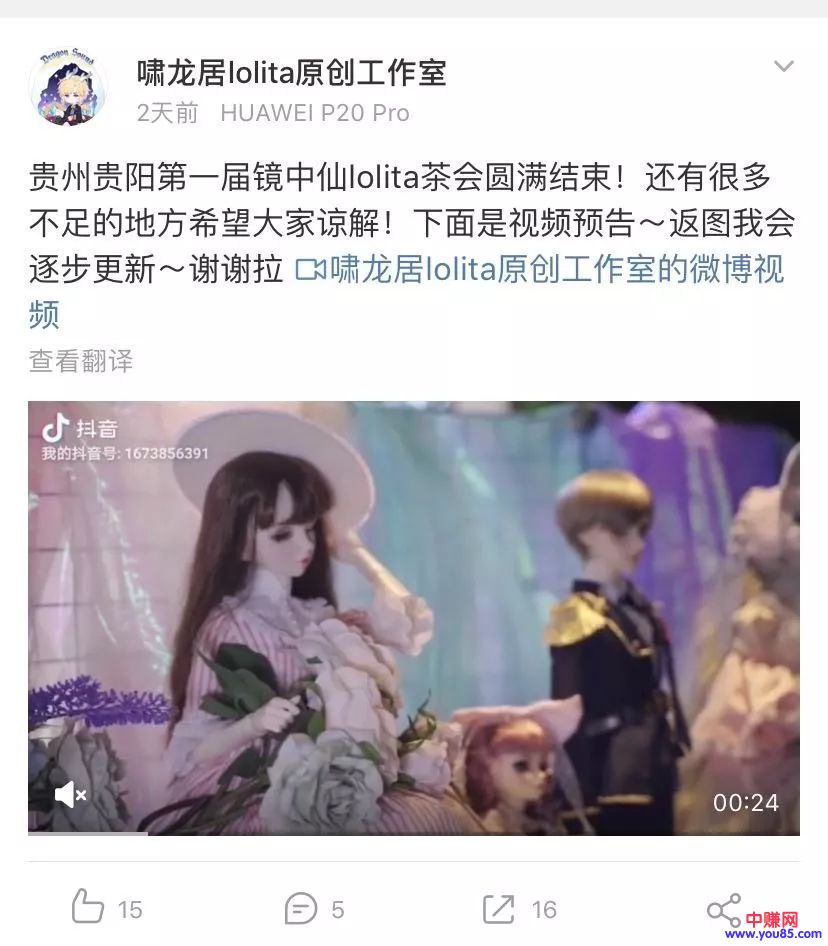 Dragon Sound
啸龙居lolita原创工作室
2天前 HUAWEI P20 Pro
贵州贵阳第一届镜中仙lolita茶会圆满结束！还有很多
不足的地方希望大家谅解！下面是视频预告～返图我会
逐步更新～谢谢拉 啸龙居lolita原创工作室的微博视
频
查看翻译
抖音
我的抖音号: 1673856391
00:24
15
5
16
中赚网
www.you85.com